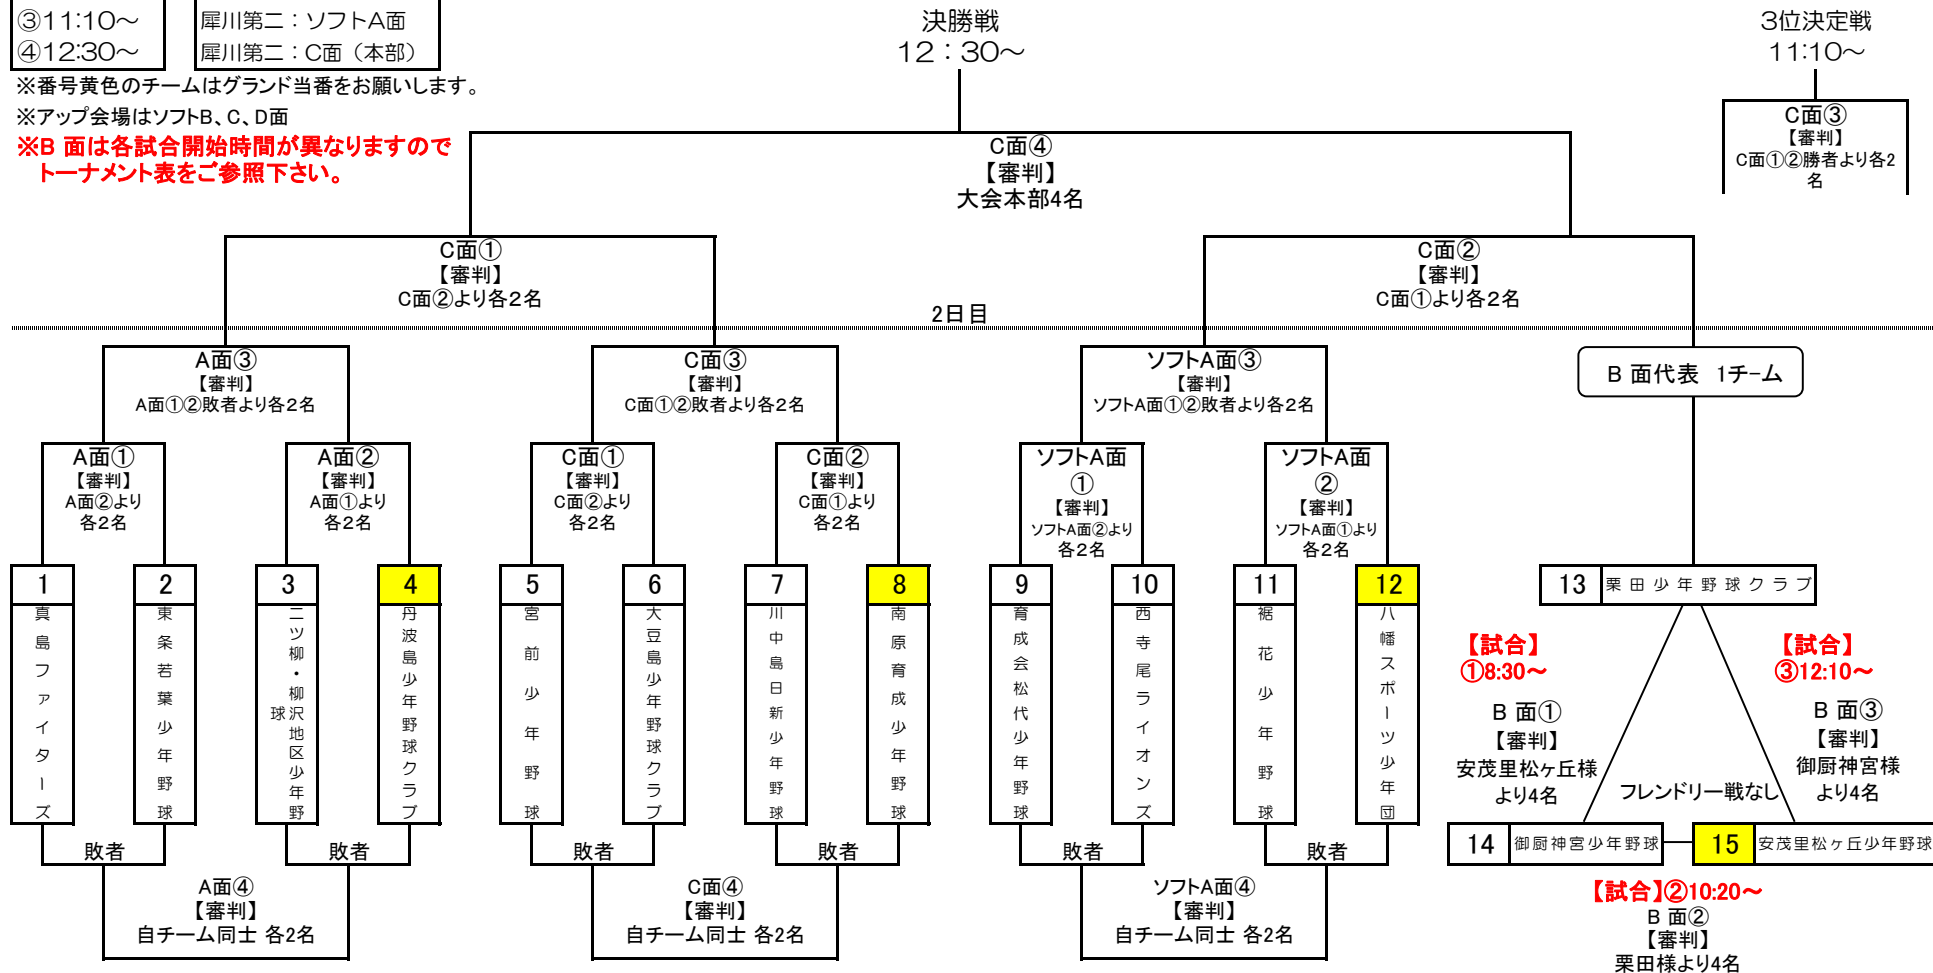 ③11:10～
④12:30～
犀川第二：ソフトA面
犀川第二：C面（本部）
※番号黄色のチームはグランド当番をお願いします。
※アップ会場はソフトB、C、D面
※B 面は各試合開始時間が異なりますので
トーナメント表をご参照下さい。
決勝戦
12：30～
3位決定戦
11:10～
C面③
【審判】
C面①②勝者より各2
名
C面④
【審判】
大会本部4名
C面①
【審判】
C面②より各2名
C面②
【審判】
C面①より各2名
2日目
A面③
【審判】
A面①②敗者より各2名
C面③
【審判】
C面①②敗者より各2名
ソフトA面③
【審判】
ソフトA面①②敗者より各2名
B 面代表 1チーム
A面①
【審判】
A面②より
各2名
A面②
【審判】
A面①より
各2名
C面①
【審判】
C面②より
各2名
C面②
【審判】
C面①より
各2名
ソフトA面
①
【審判】
ソフトA面②より
各2名
ソフトA面
②
【審判】
ソフトA面①より
各2名
1
真島ファイターズ
2
東条若葉少年野球
3
二ツ柳・柳沢地区少年野
球
4
丹波島少年野球クラブ
5
宮前少年野球
6
大豆島少年野球クラブ
7
川中島日新少年野球
8
南原育成少年野球
9
育成会松代少年野球
10
西寺尾ライオンズ
11
裾花少年野球
12
八幡スポーツ少年団
13 栗田少年野球クラブ
【試合】
①8:30～
B 面①
【審判】
安茂里松ヶ丘様
より4名
【試合】
③12:10～
B 面③
【審判】
御厨神宮様
より4名
フレンドリー戦なし
14 御厨神宮少年野球
15 安茂里松ヶ丘少年野球
【試合】②10:20～
B 面②
【審判】
栗田様より4名
敗者
敗者
敗者
敗者
敗者
敗者
A面④
【審判】
自チーム同士 各2名
C面④
【審判】
自チーム同士 各2名
ソフトA面④
【審判】
自チーム同士 各2名